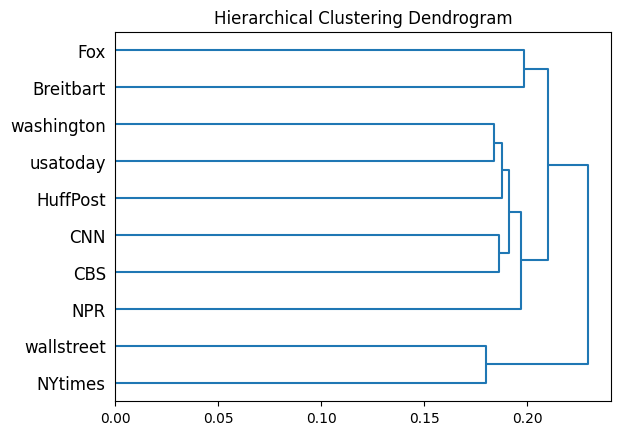 Hierarchical Clustering Dendrogram
Fox
Breitbart
washington
usatoday
HuffPost
CNN
CBS
NPR
wallstreet
NYtimes
0.00 0.05 0.10 0.15 0.20